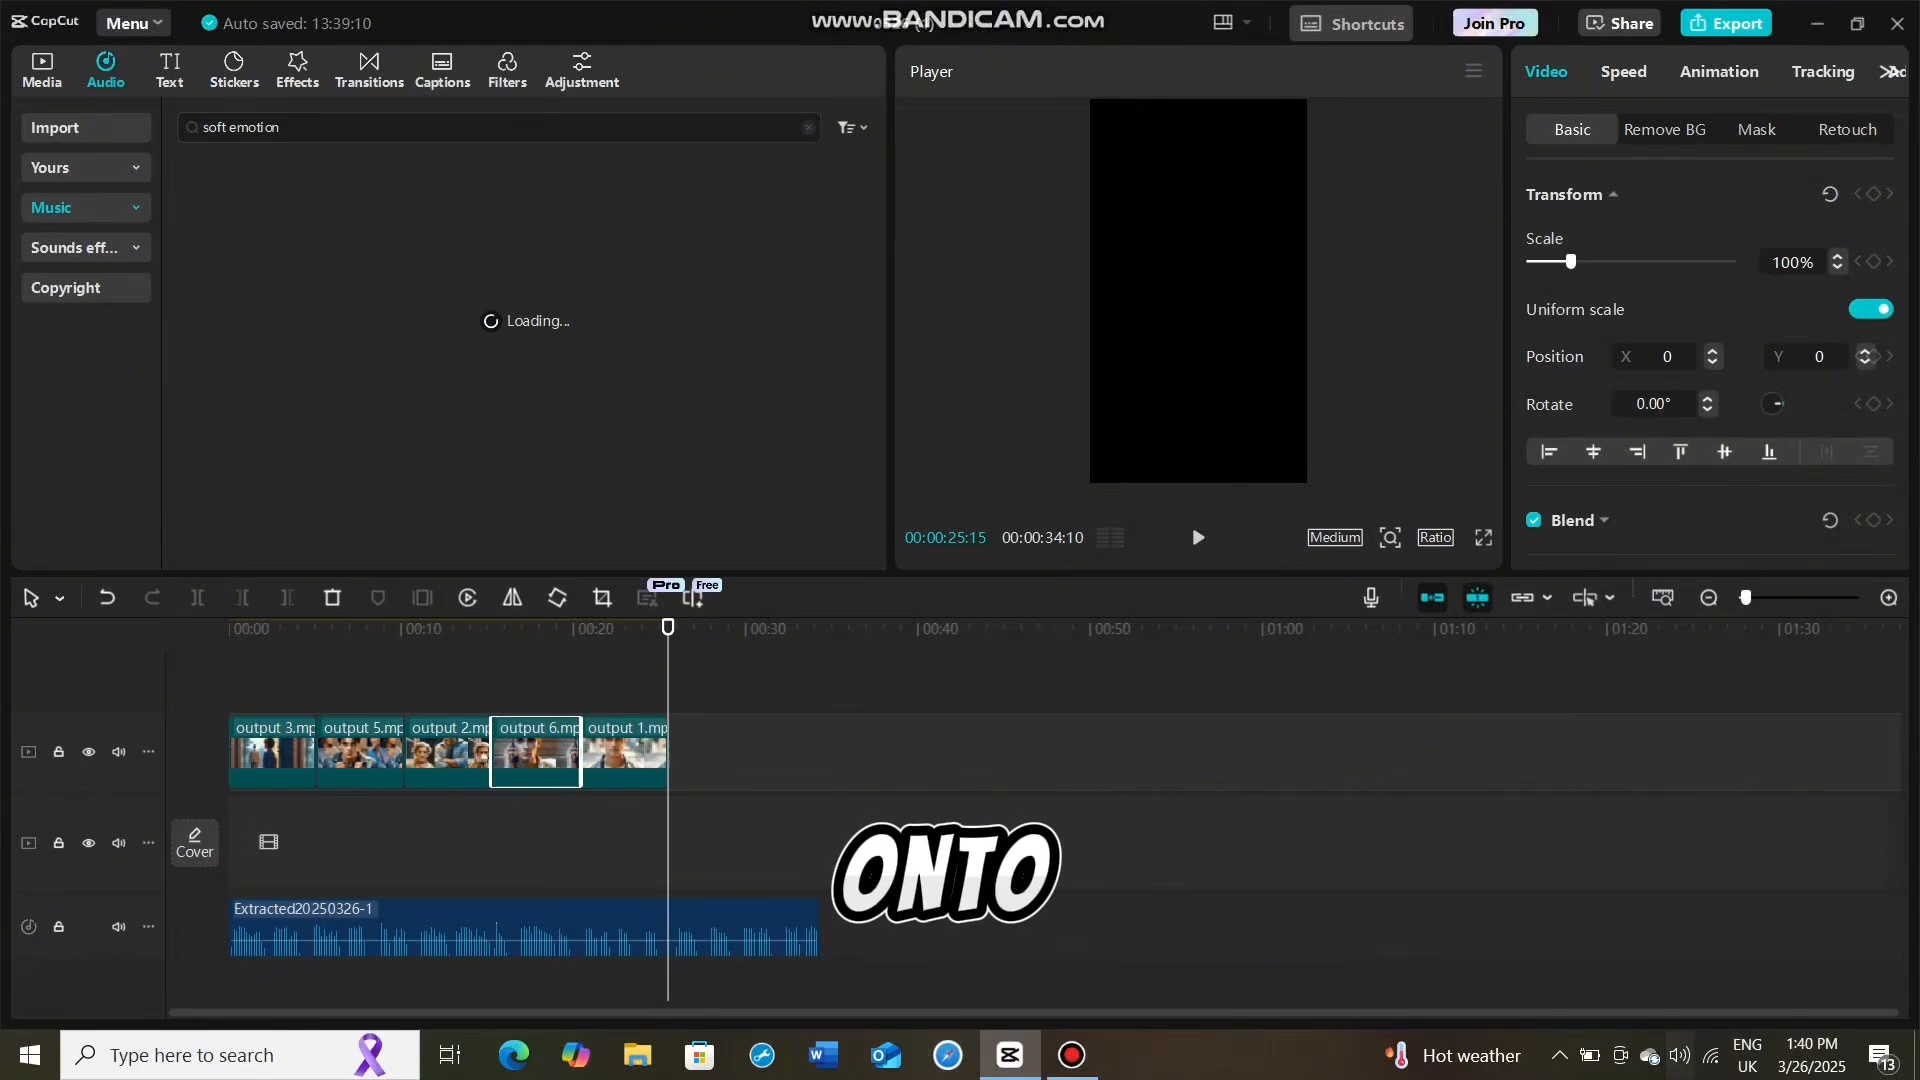 CapCut
Menu
Auto saved: 13:39:10
www.BANDICAM.com
Shortcuts
Join Pro
Share
Export
Media
Audio
Text
Stickers
Effects
Transitions
Captions
Filters
Adjustment
Import
Yours
Music
Sounds eff...
Copyright
soft emotion
Loading...
Player
00:00:25:15
00:00:34:10
Medium
Ratio
Video
Speed
Animation
Tracking
Basic
Remove BG
Mask
Retouch
Transform
Scale
100%
Uniform scale
Position
X
0
Y
0
Rotate
0.00°
Blend
Pro
Free
00:00
00:10
00:20
00:30
00:40
00:50
01:00
01:10
01:20
01:30
output 3.mp
output 5.mp
output 2.mp
output 6.mp
output 1.mp
Cover
ONTO
Extracted20250326-1
Type here to search
Hot weather
ENG
UK
1:40 PM
3/26/2025
13